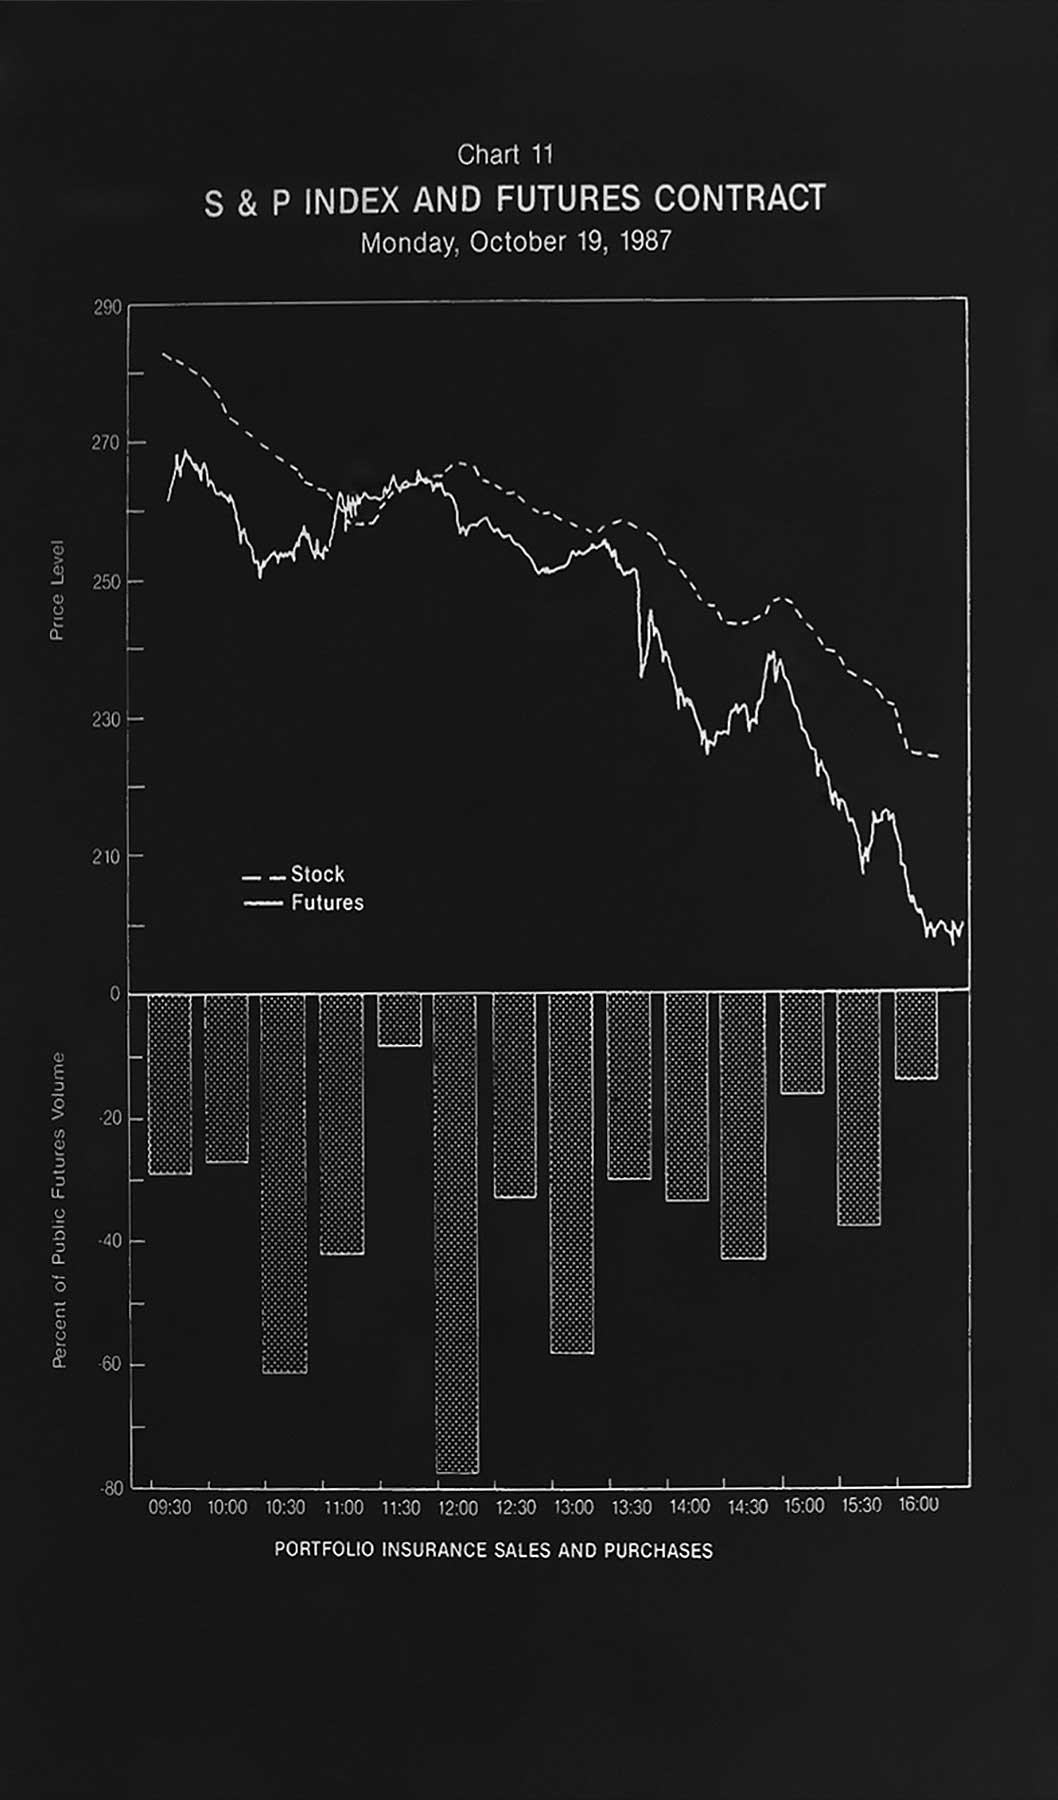 Chart 11
S & P INDEX AND FUTURES CONTRACT
Monday, October 19, 1987
290
270
250
230
210
Price Level
Stock
Futures
0
-20
-40
-60
-80
Percent of Public Futures Volume
09:30 10:00 10:30 11:00 11:30 12:00 12:30 13:00 13:30 14:00 14:30 15:00 15:30 16:00
PORTFOLIO INSURANCE SALES AND PURCHASES